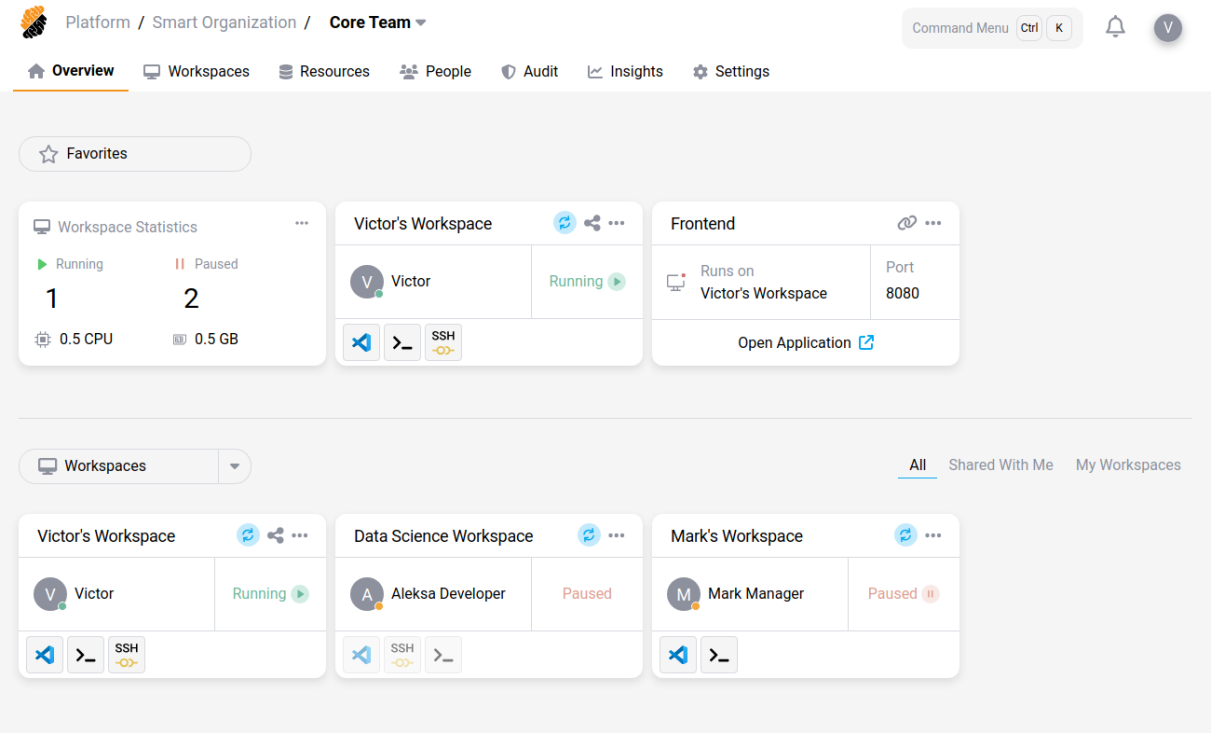 Platform / Smart Organization / Core Team
Command Menu Ctrl K
V
Overview Workspaces Resources People Audit Insights Settings
Favorites
Workspace Statistics
Running Paused
1 2
0.5 CPU 0.5 GB
Victor's Workspace
V Victor Running
SSH
Frontend
Runs on
Victor's Workspace
Port
8080
Open Application
Workspaces
All Shared With Me My Workspaces
Victor's Workspace
V Victor Running
SSH
Data Science Workspace
A Aleksa Developer Paused
SSH
Mark's Workspace
M Mark Manager Paused